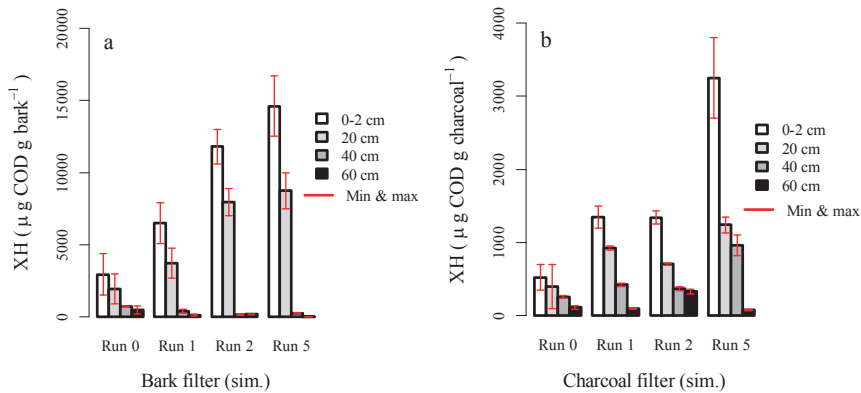 a
XH ( µ g COD g bark⁻¹)
20000
15000
10000
5000
0
0-2 cm
20 cm
40 cm
60 cm
Min & max
Run 0 Run 1 Run 2 Run 5
Bark filter (sim.)
b
XH ( µ g COD g charcoal⁻¹)
4000
3000
2000
1000
0
0-2 cm
20 cm
40 cm
60 cm
Min & max
Run 0 Run 1 Run 2 Run 5
Charcoal filter (sim.)